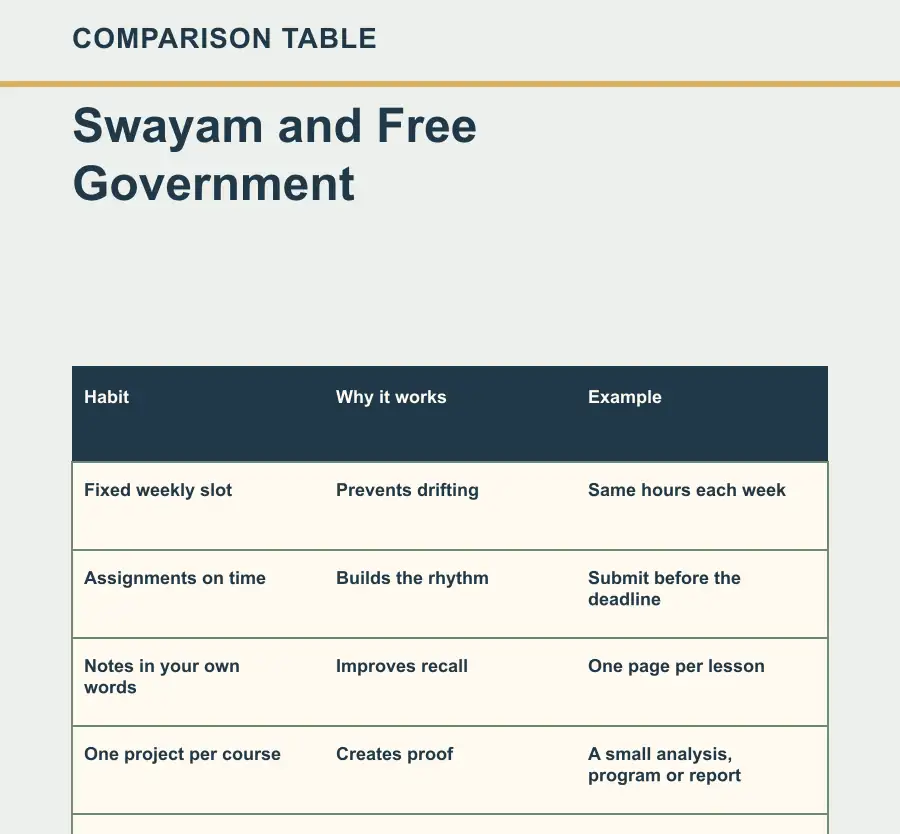 COMPARISON TABLE
Swayam and Free
Government
Habit
Why it works
Example
Fixed weekly slot
Prevents drifting
Same hours each week
Assignments on time
Builds the rhythm
Submit before the
deadline
Notes in your own
words
Improves recall
One page per lesson
One project per course
Creates proof
A small analysis,
program or report